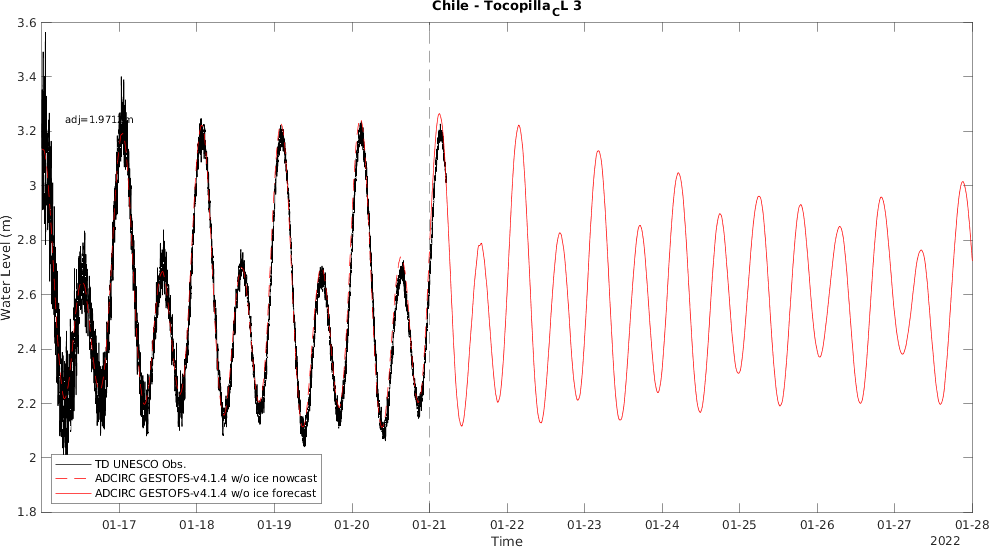 Chile - Tocopilla_CL 3
3.6
3.4
3.2
3
2.8
2.6
2.4
2.2
2
1.8
Water Level (m)
TD UNESCO Obs.
ADCIRC GESTOFS-v4.1.4 w/o ice nowcast
ADCIRC GESTOFS-v4.1.4 w/o ice forecast
01-17 01-18 01-19 01-20 01-21 01-22 01-23 01-24 01-25 01-26 01-27 01-28
Time
2022